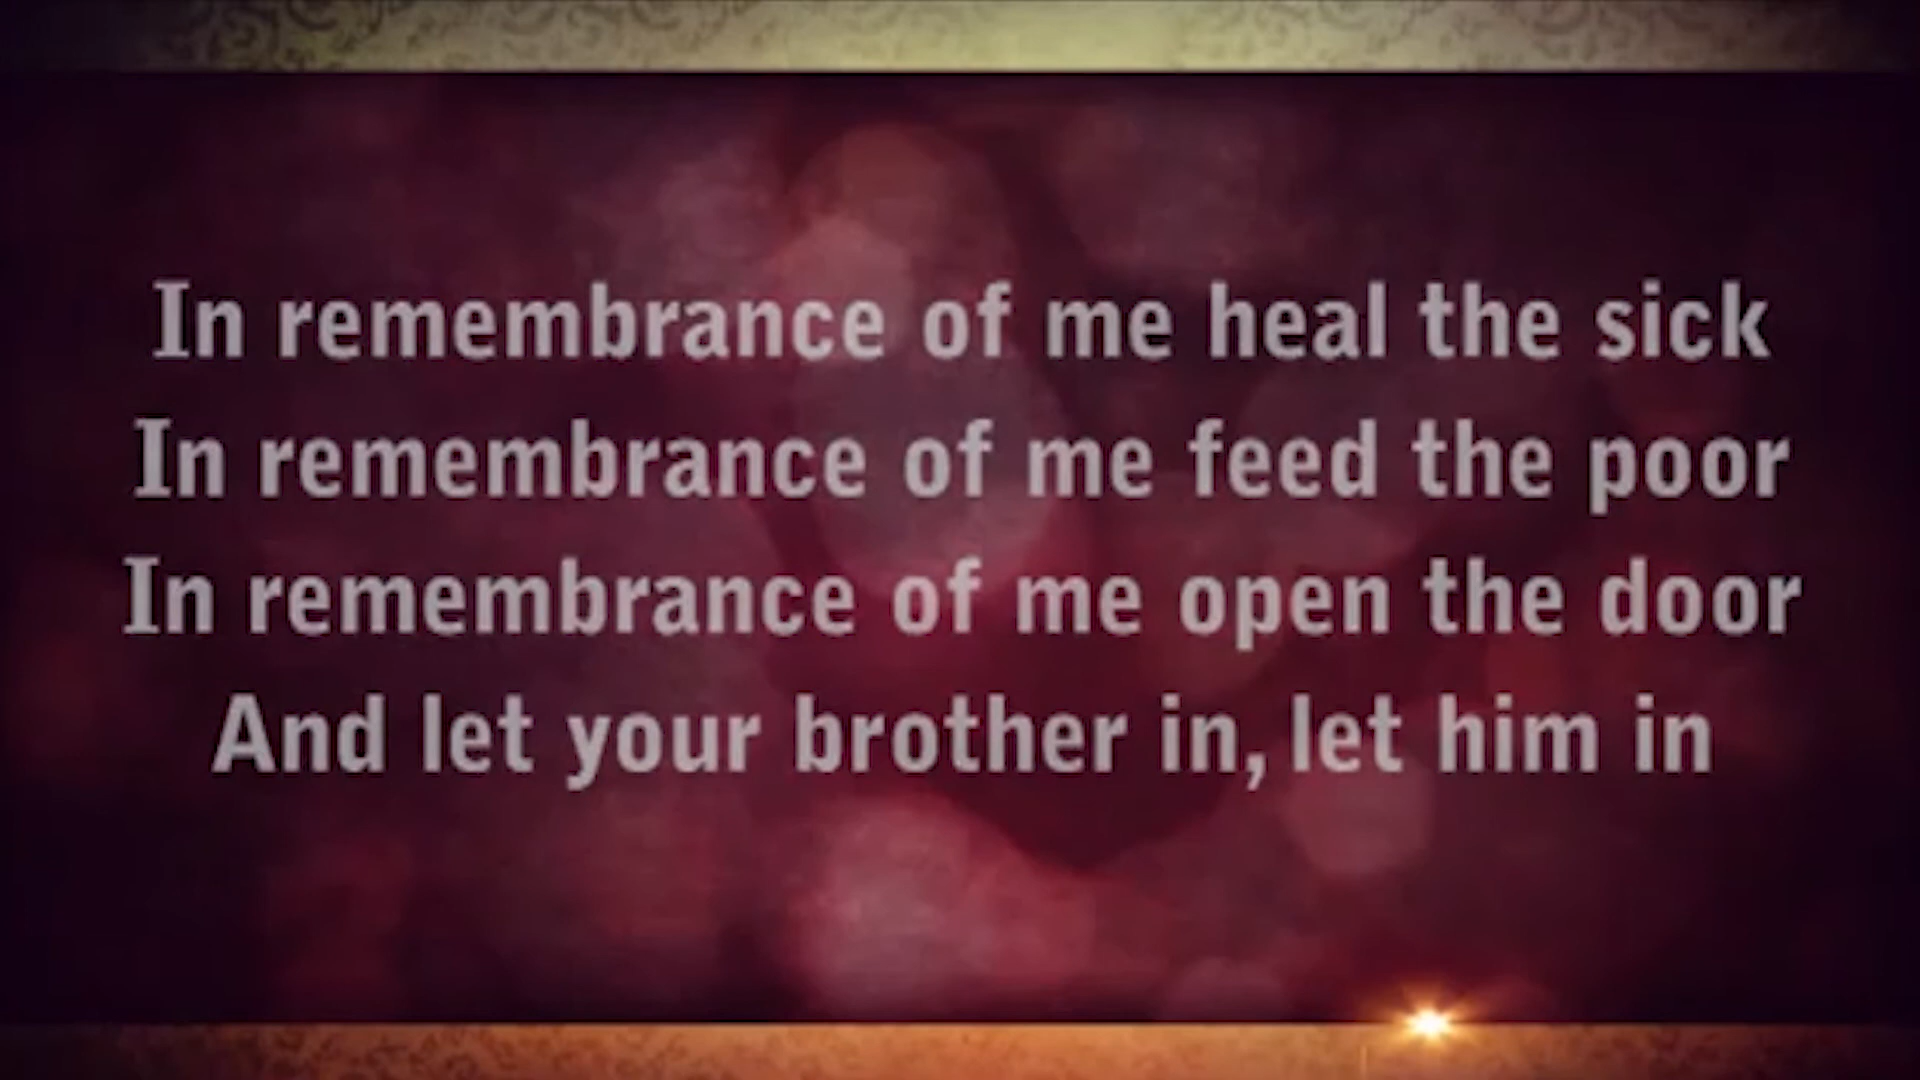 In remembrance of me heal the sick
In remembrance of me feed the poor
In remembrance of me open the door
And let your brother in, let him in